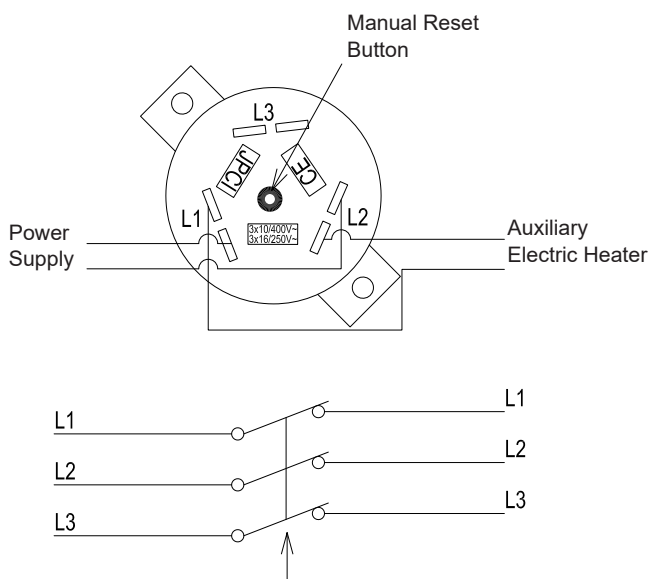 Manual Reset
Button
L3
JPCI
CE
L1
L2
3x10/400V~
3x16/250V~
Power
Supply
Auxiliary
Electric Heater
L1
L1
L2
L2
L3
L3